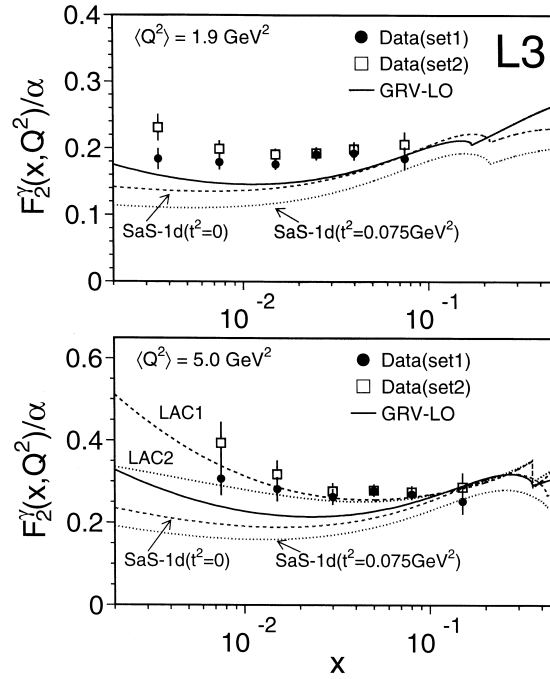 0.4
⟨Q²⟩ = 1.9 GeV²
Data(set1)
Data(set2)
GRV-LO
L3
0.3
0.2
0.1
0
F₂ᵞ(x,Q²)/α
SaS-1d(t²=0)
SaS-1d(t²=0.075GeV²)
10⁻²
10⁻¹
0.6
⟨Q²⟩ = 5.0 GeV²
Data(set1)
Data(set2)
GRV-LO
LAC1
LAC2
0.4
0.2
0
F₂ᵞ(x,Q²)/α
SaS-1d(t²=0)
SaS-1d(t²=0.075GeV²)
10⁻²
10⁻¹
x